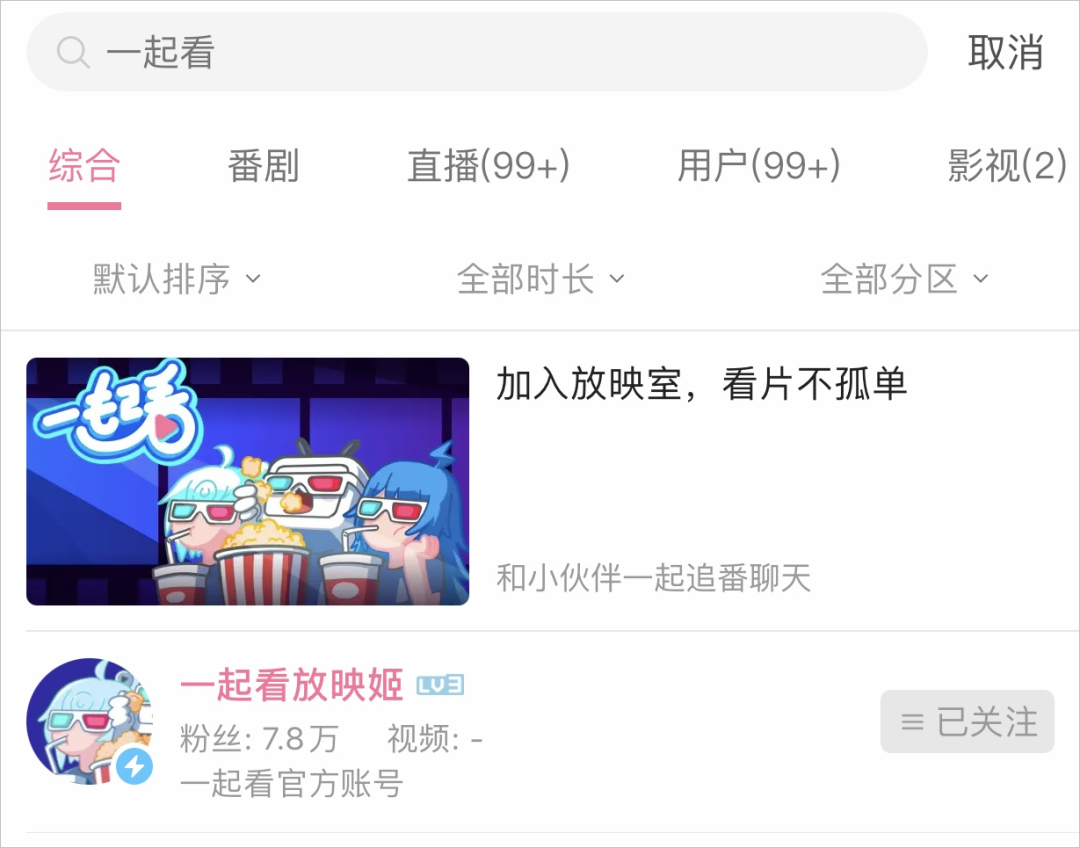 一起看
取消
综合
番剧
直播(99+)
用户(99+)
影视(2)
默认排序
全部时长
全部分区
一起看
加入放映室，看片不孤单
和小伙伴一起追番聊天
一起看放映姬 LV3
粉丝: 7.8万 视频: -
已关注
一起看官方账号